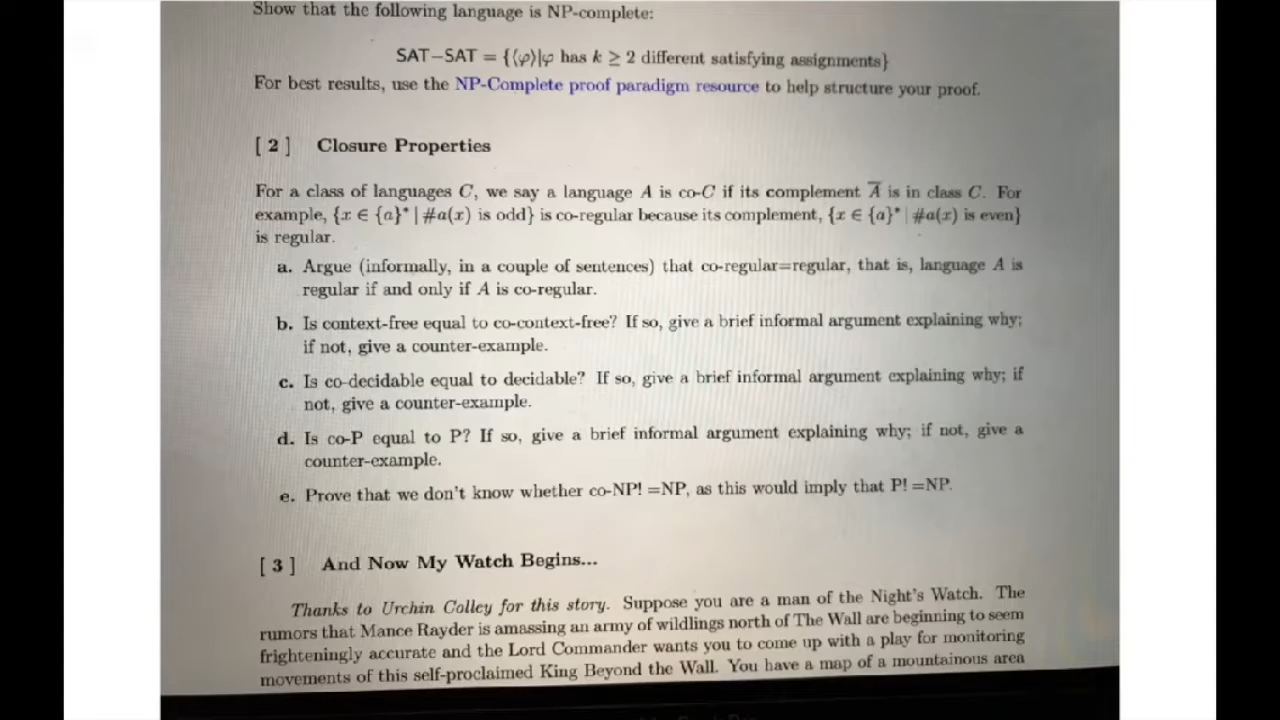 Show that the following language is NP-complete:
SAT−SAT = {⟨φ⟩|φ has k ≥ 2 different satisfying assignments}
For best results, use the NP-Complete proof paradigm resource to help structure your proof.
[ 2 ] Closure Properties
For a class of languages C, we say a language A is co-C if its complement A̅ is in class C. For
example, {x ∈ {a}* | #a(x) is odd} is co-regular because its complement, {x ∈ {a}* | #a(x) is even}
is regular.
a. Argue (informally, in a couple of sentences) that co-regular=regular, that is, language A is
regular if and only if A is co-regular.
b. Is context-free equal to co-context-free? If so, give a brief informal argument explaining why;
if not, give a counter-example.
c. Is co-decidable equal to decidable? If so, give a brief informal argument explaining why; if
not, give a counter-example.
d. Is co-P equal to P? If so, give a brief informal argument explaining why; if not, give a
counter-example.
e. Prove that we don't know whether co-NP! =NP, as this would imply that P! =NP.
[ 3 ] And Now My Watch Begins...
Thanks to Urchin Colley for this story. Suppose you are a man of the Night's Watch. The
rumors that Mance Rayder is amassing an army of wildlings north of The Wall are beginning to seem
frighteningly accurate and the Lord Commander wants you to come up with a play for monitoring
movements of this self-proclaimed King Beyond the Wall. You have a map of a mountainous area